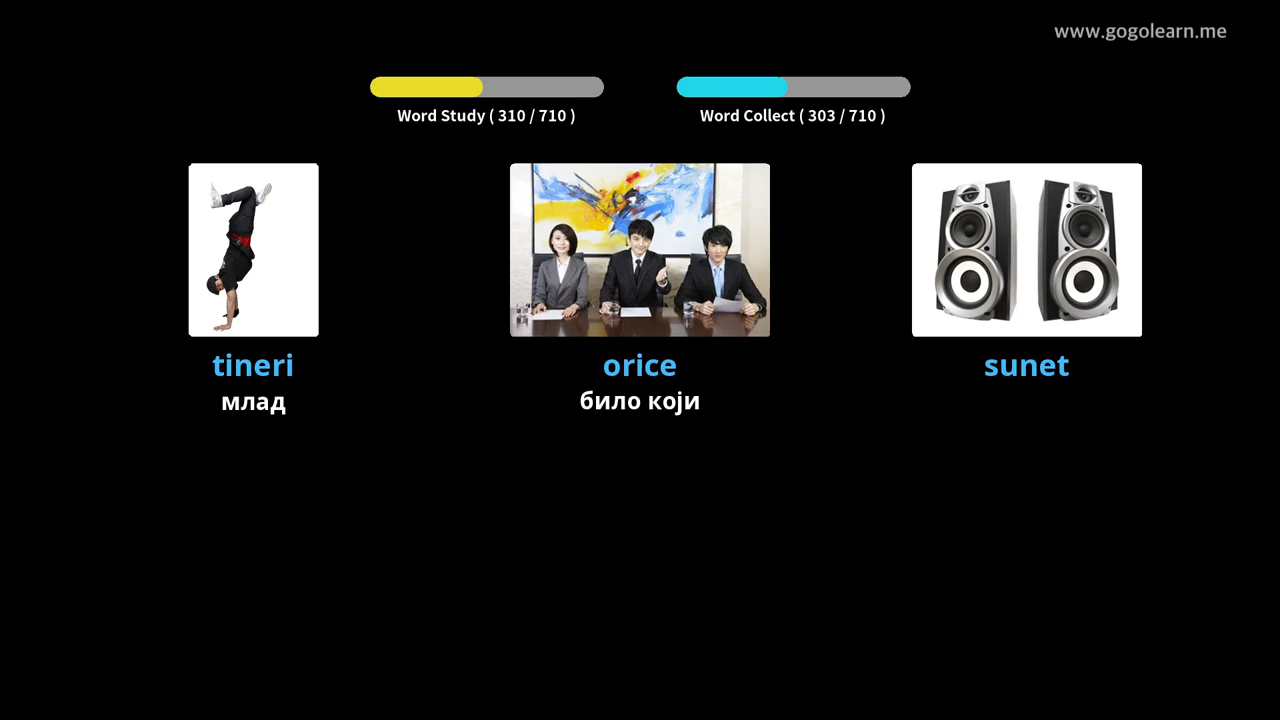 www.gogolearn.me
Word Study ( 310 / 710 )
Word Collect ( 303 / 710 )
tineri
orice
sunet
млад
било који